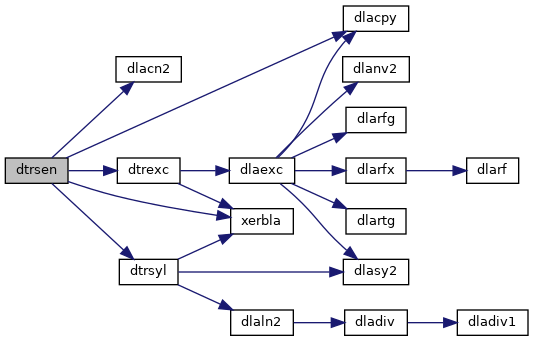 dlacpy
dlacn2
dlanv2
dlarfg
dtrsen
dtrexc
dlaexc
dlarfx
dlarf
xerbla
dlartg
dtrsyl
dlasy2
dlaln2
dladiv
dladiv1